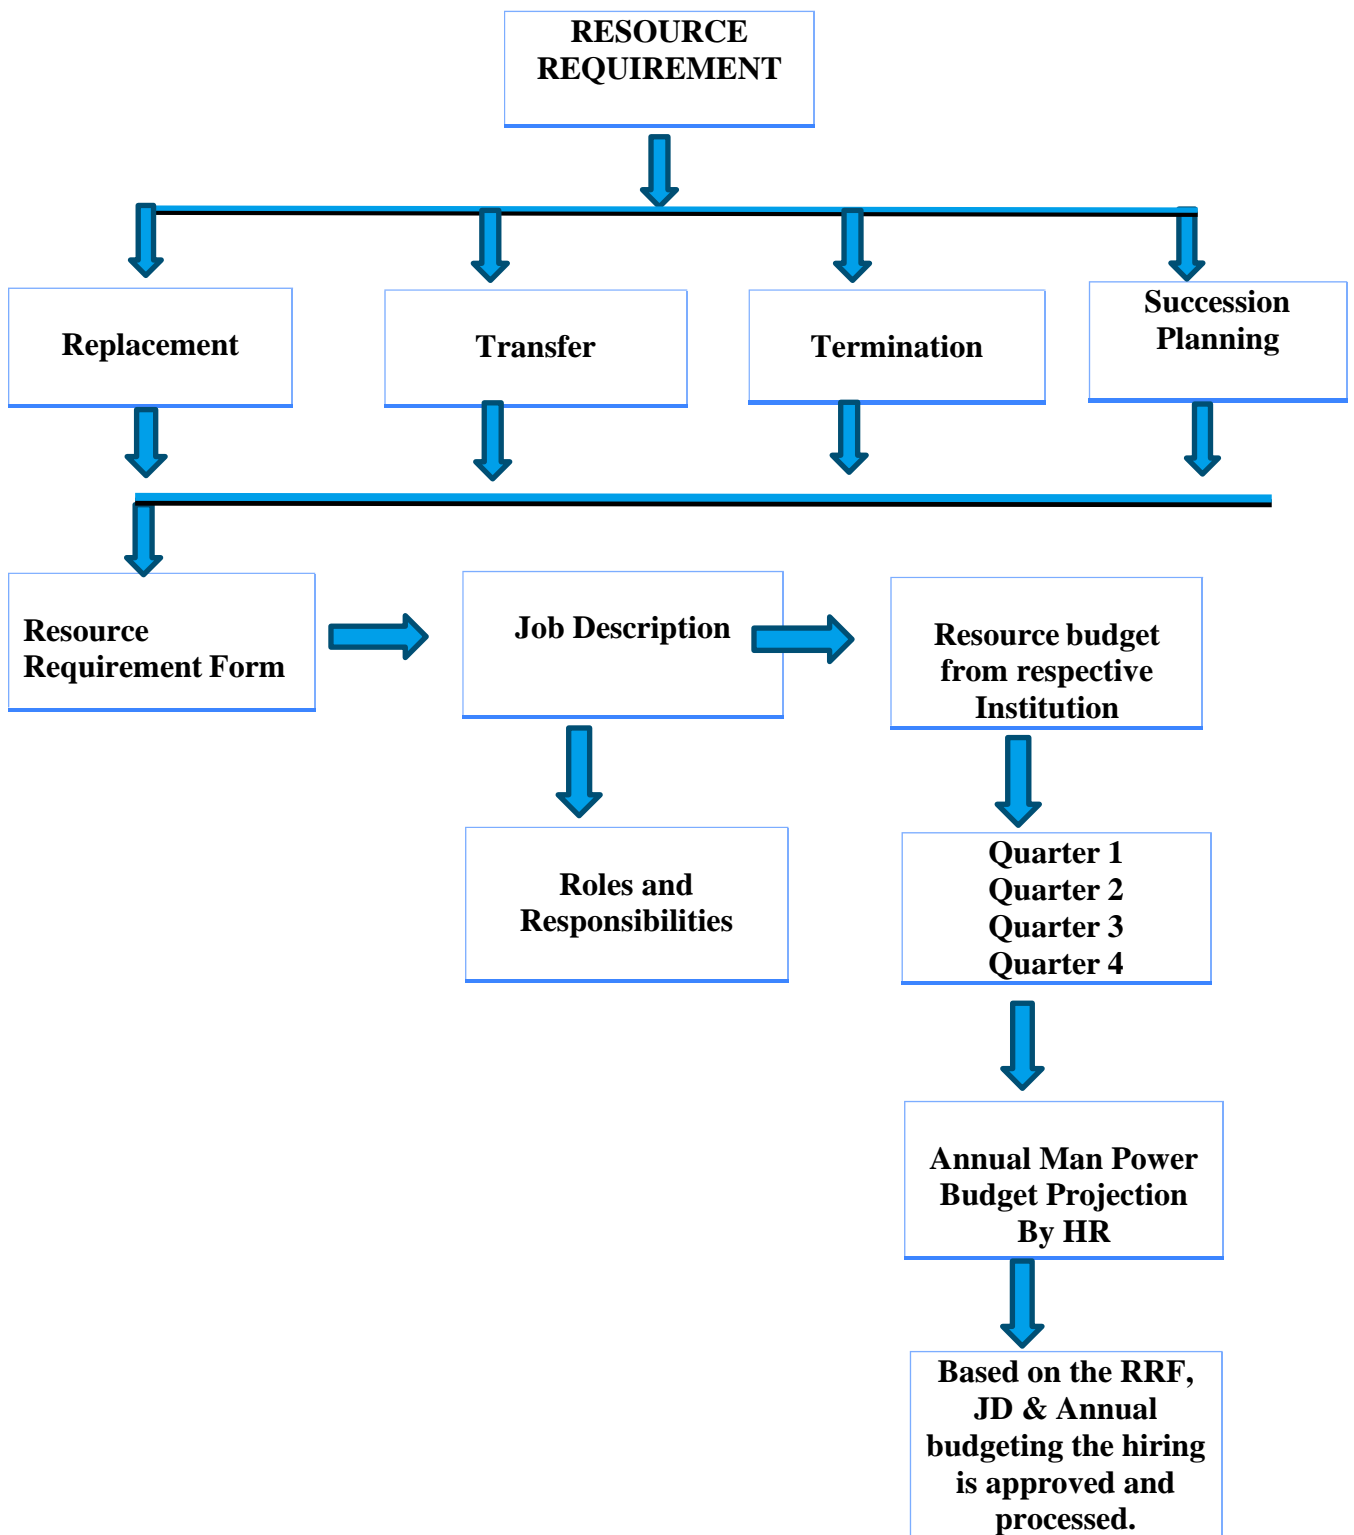 RESOURCE
REQUIREMENT
Replacement
Transfer
Termination
Succession
Planning
Resource
Requirement Form
Job Description
Resource budget
from respective
Institution
Roles and
Responsibilities
Quarter 1
Quarter 2
Quarter 3
Quarter 4
Annual Man Power
Budget Projection
By HR
Based on the RRF,
JD & Annual
budgeting the hiring
is approved and
processed.